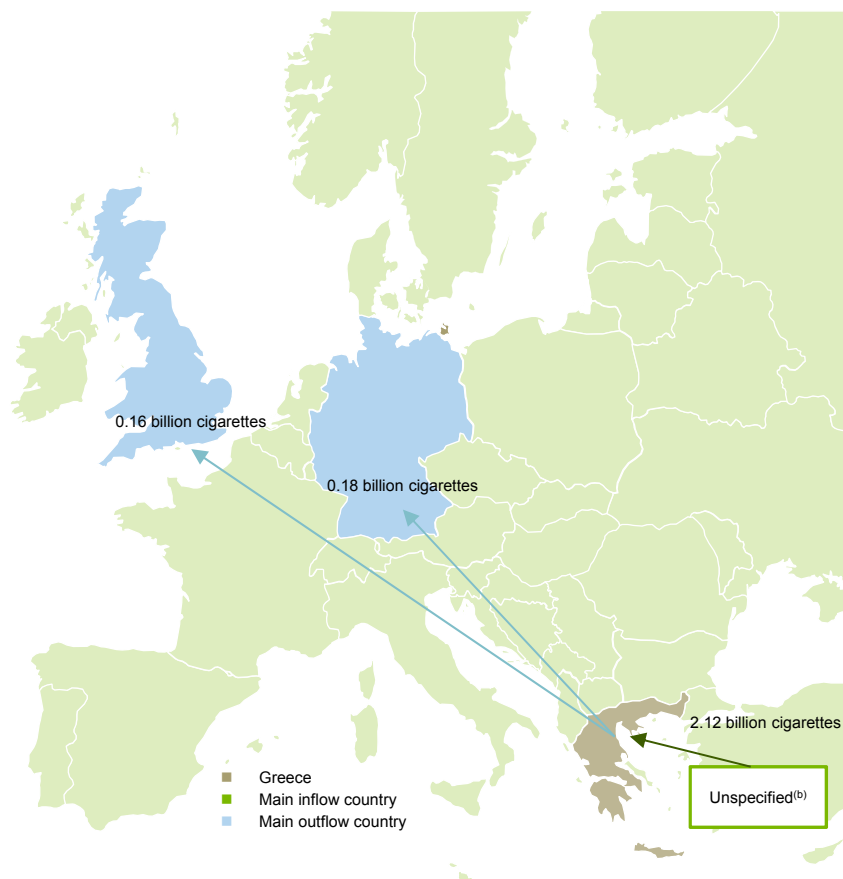 0.16 billion cigarettes
0.18 billion cigarettes
2.12 billion cigarettes
Unspecified(b)
Greece
Main inflow country
Main outflow country